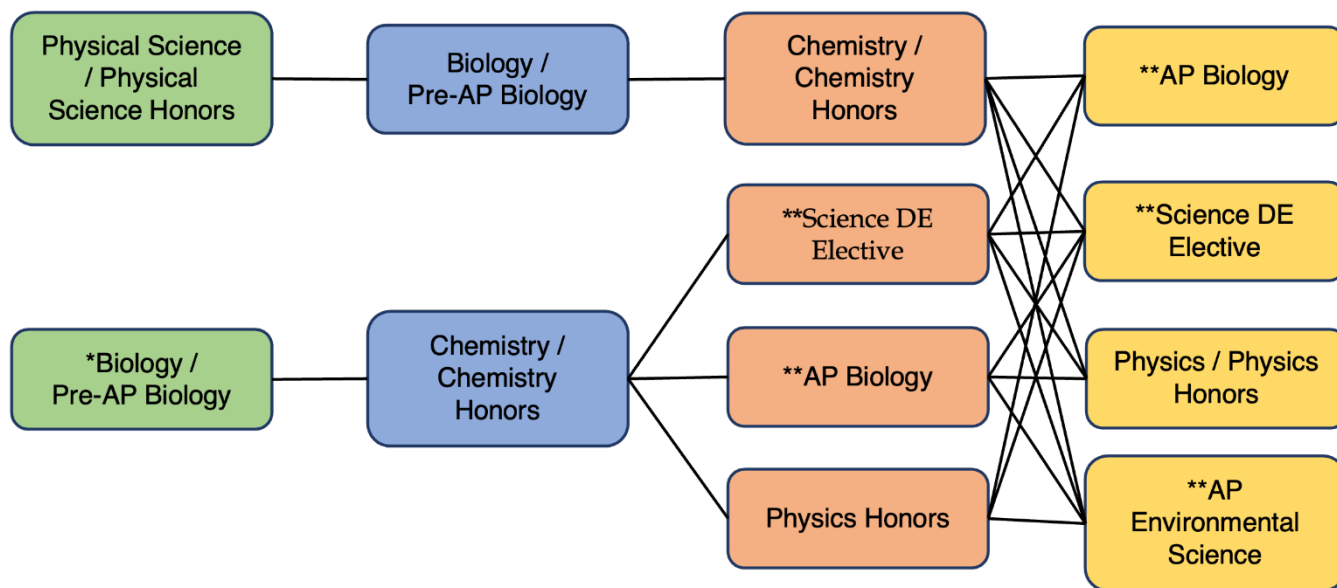 Physical Science
/ Physical
Science Honors
Biology /
Pre-AP Biology
Chemistry /
Chemistry
Honors
**AP Biology
**Science DE
Elective
**Science DE
Elective
*Biology /
Pre-AP Biology
Chemistry /
Chemistry
Honors
**AP Biology
Physics / Physics
Honors
Physics Honors
**AP
Environmental
Science